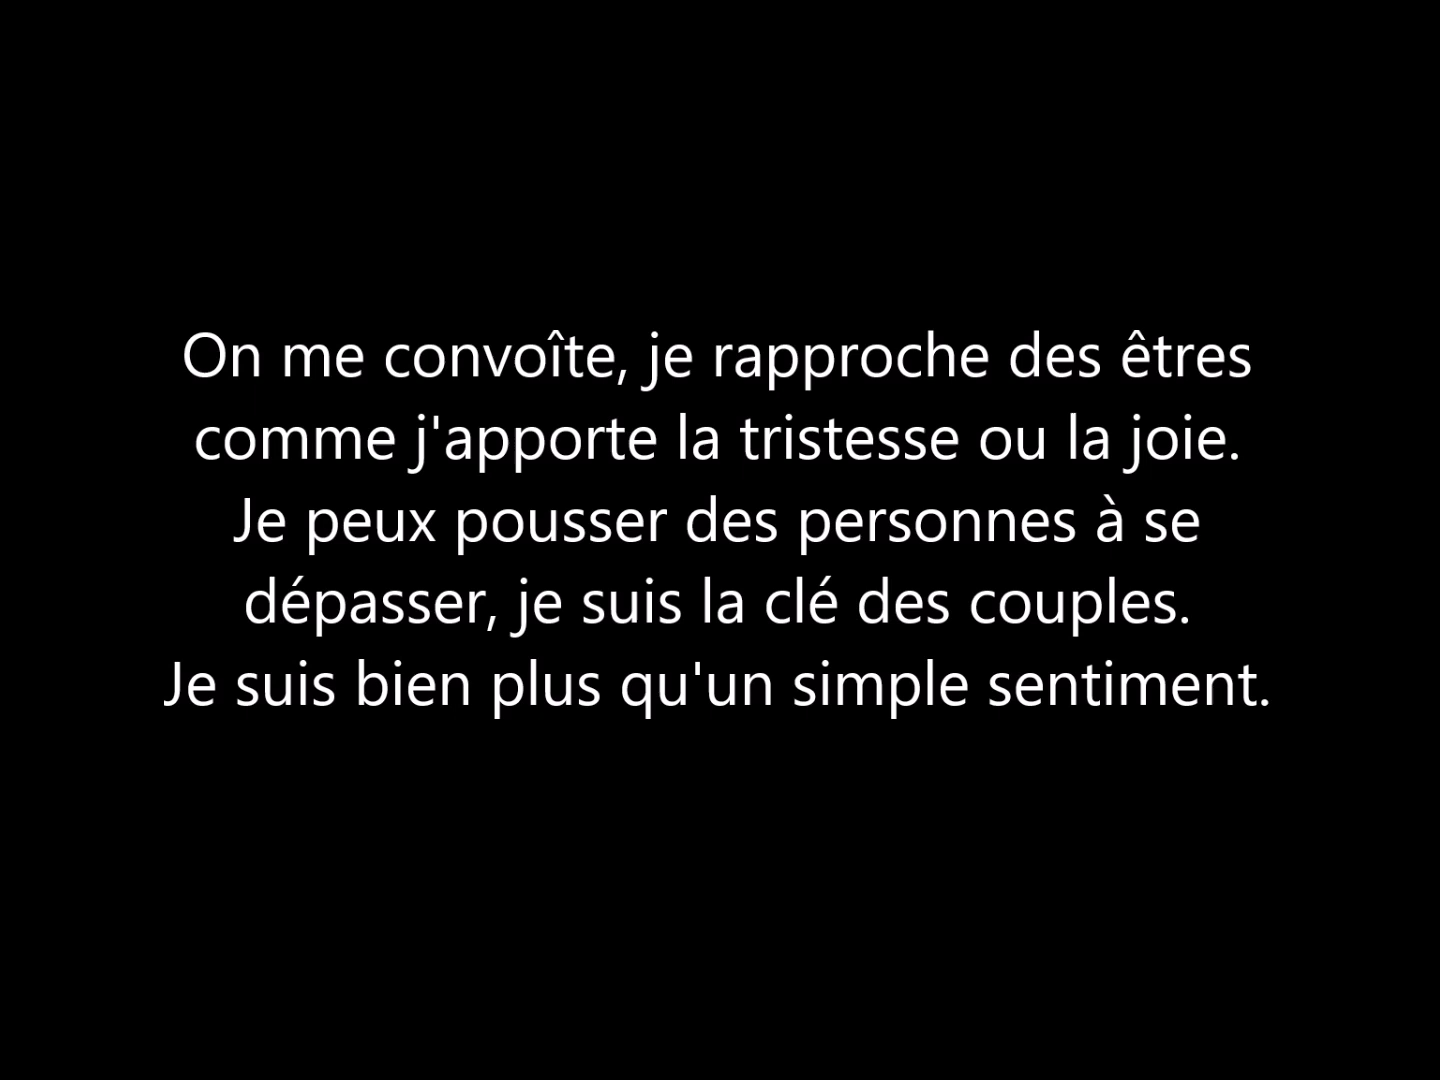 On me convoîte, je rapproche des êtres
comme j'apporte la tristesse ou la joie.
Je peux pousser des personnes à se
dépasser, je suis la clé des couples.
Je suis bien plus qu'un simple sentiment.